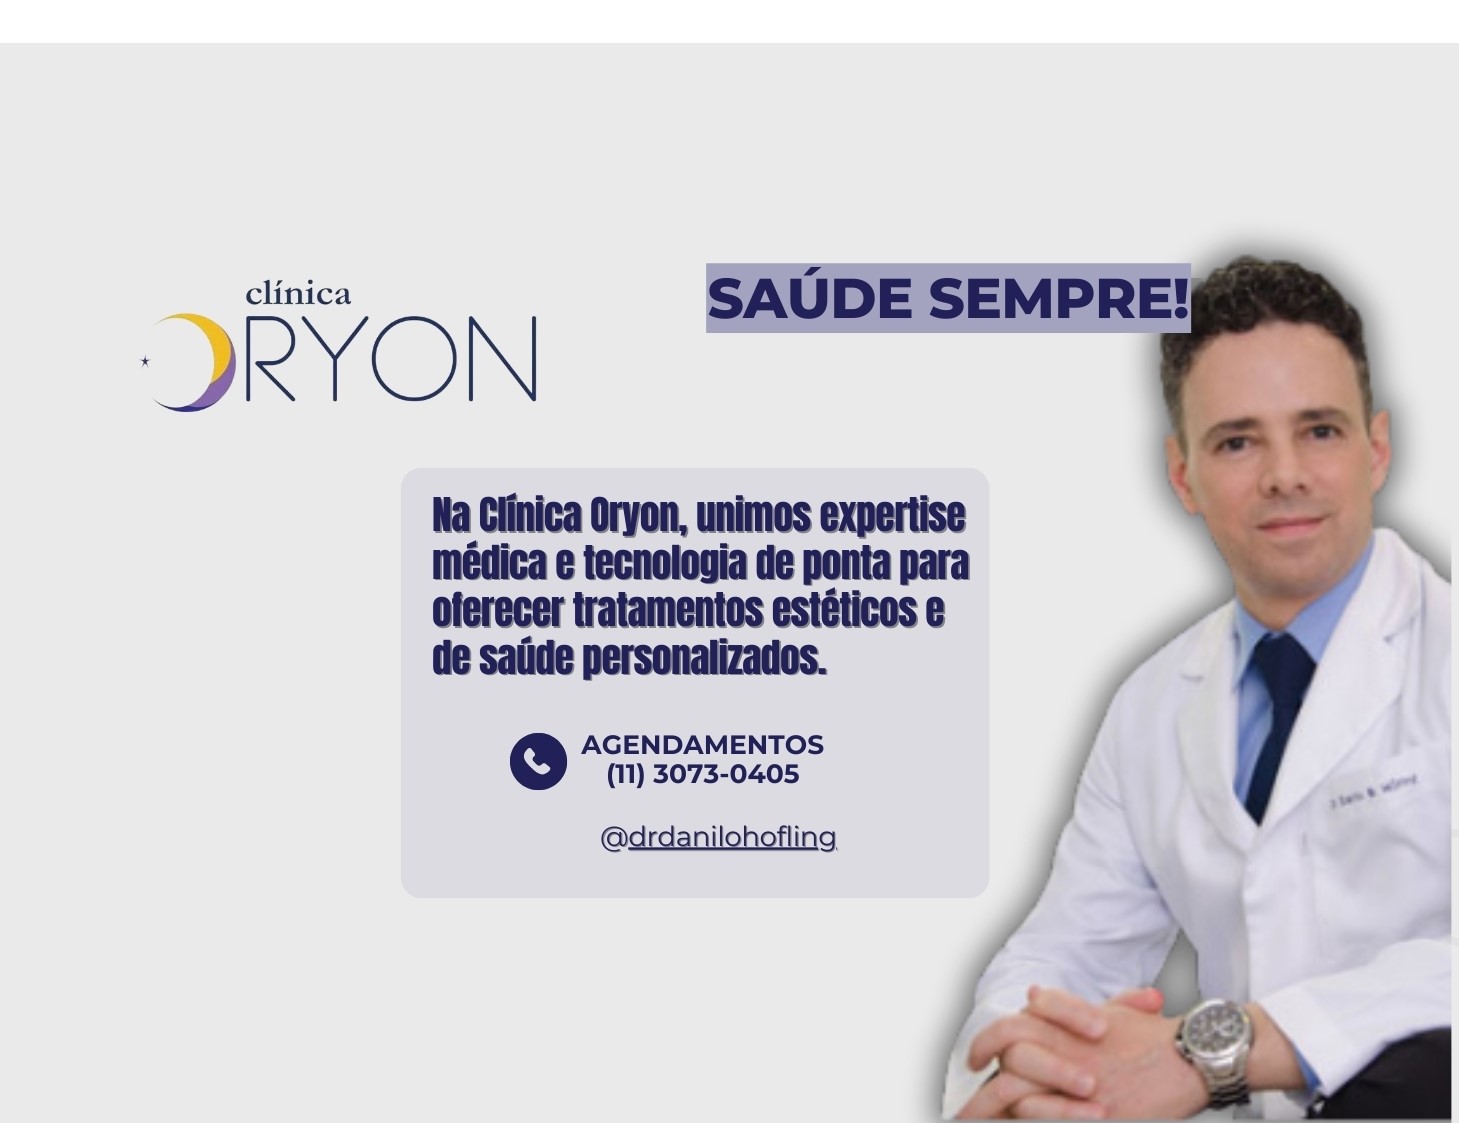 clínica
ORYON
SAÚDE SEMPRE!
Na Clínica Oryon, unimos expertise
médica e tecnologia de ponta para
oferecer tratamentos estéticos e
de saúde personalizados.
AGENDAMENTOS
(11) 3073-0405
@drdanilohofling